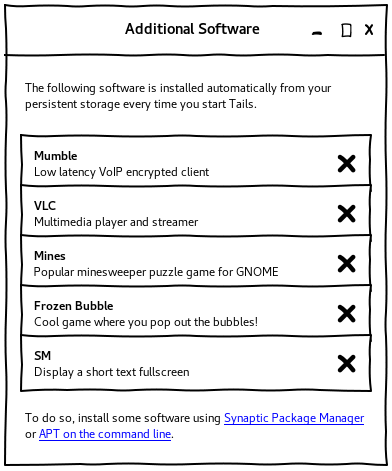 Additional Software
The following software is installed automatically from your
persistent storage every time you start Tails.
Mumble
Low latency VoIP encrypted client
VLC
Multimedia player and streamer
Mines
Popular minesweeper puzzle game for GNOME
Frozen Bubble
Cool game where you pop out the bubbles!
SM
Display a short text fullscreen
To do so, install some software using Synaptic Package Manager
or APT on the command line.